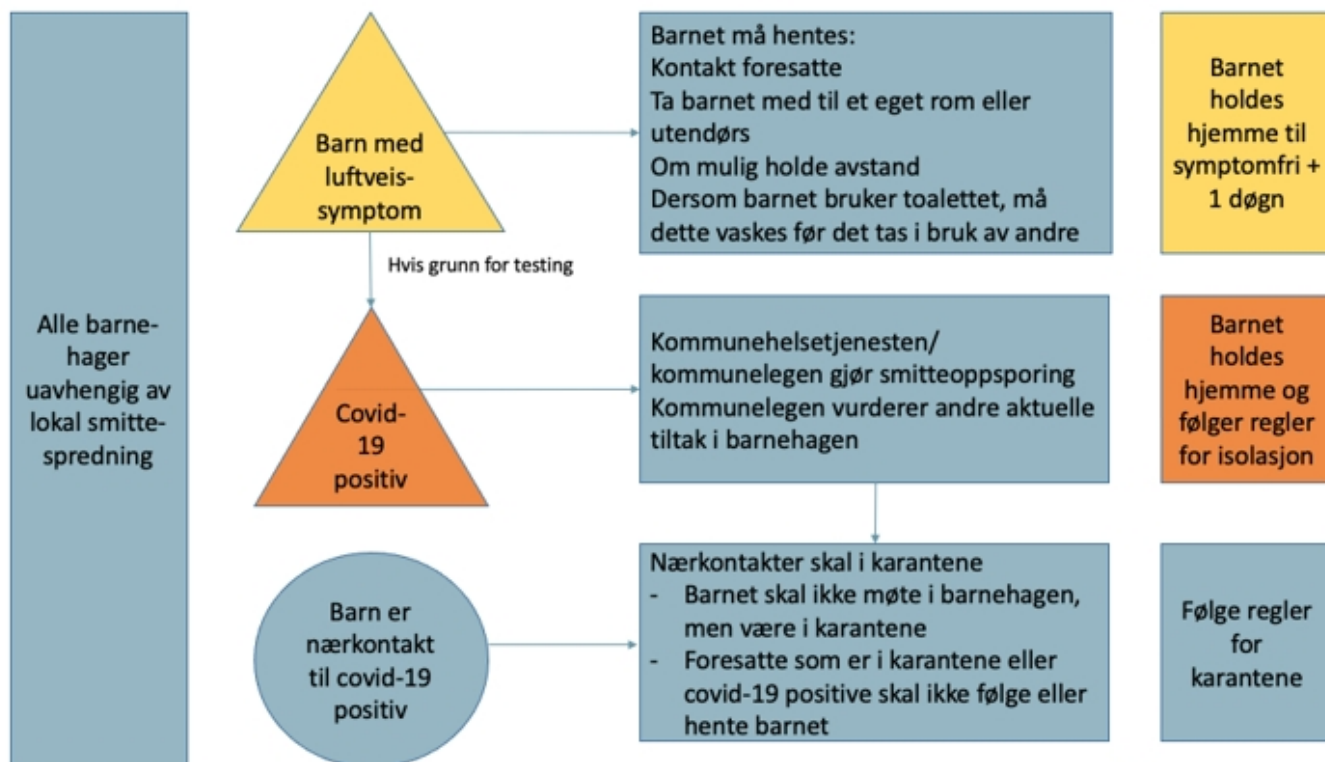 Alle barne-
hager
uavhengig av
lokal smitte-
spredning
Barn med
luftveis-
symptom
Barnet må hentes:
Kontakt foresatte
Ta barnet med til et eget rom eller
utendørs
Om mulig holde avstand
Dersom barnet bruker toalettet, må
dette vaskes før det tas i bruk av andre
Barnet
holdes
hjemme til
symptomfri +
1 døgn
Hvis grunn for testing
Covid-
19
positiv
Kommunehelsetjenesten/
kommunelegen gjør smitteoppsporing
Kommunelegen vurderer andre aktuelle
tiltak i barnehagen
Barnet
holdes
hjemme og
følger regler
for isolasjon
Barn er
nærkontakt
til covid-19
positiv
Nærkontakter skal i karantene
- Barnet skal ikke møte i barnehagen,
men være i karantene
- Foresatte som er i karantene eller
covid-19 positive skal ikke følge eller
hente barnet
Følge regler
for
karantene